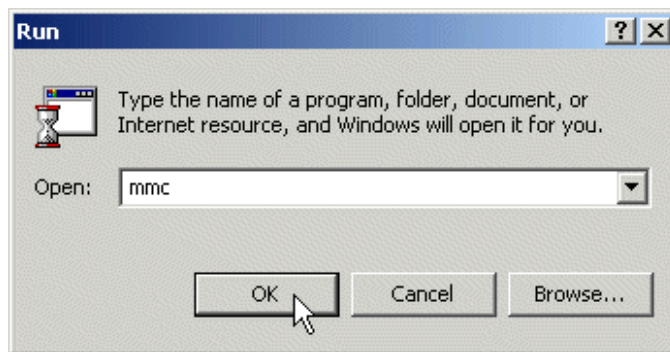 Run
Type the name of a program, folder, document, or
Internet resource, and Windows will open it for you.
Open: mmc
OK Cancel Browse...